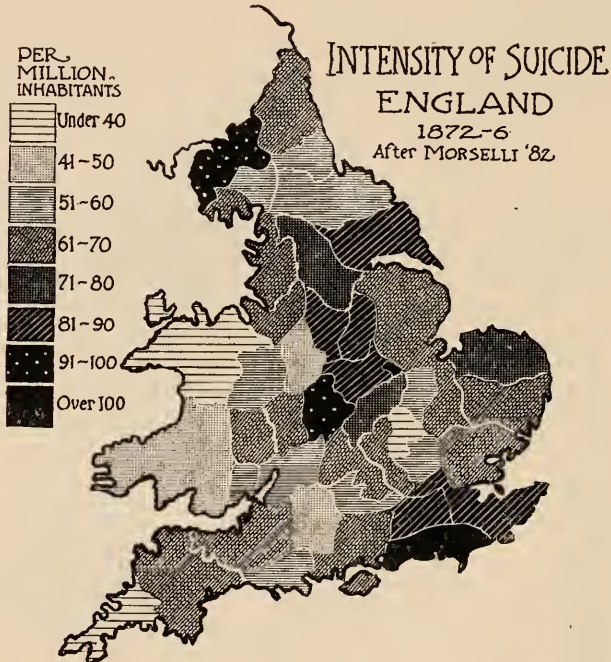 INTENSITY OF SUICIDE
ENGLAND
1872-6
After MORSELLI '82
PER
MILLION.
INHABITANTS
Under 40
41-50
51-60
61-70
71-80
81-90
91-100
Over 100